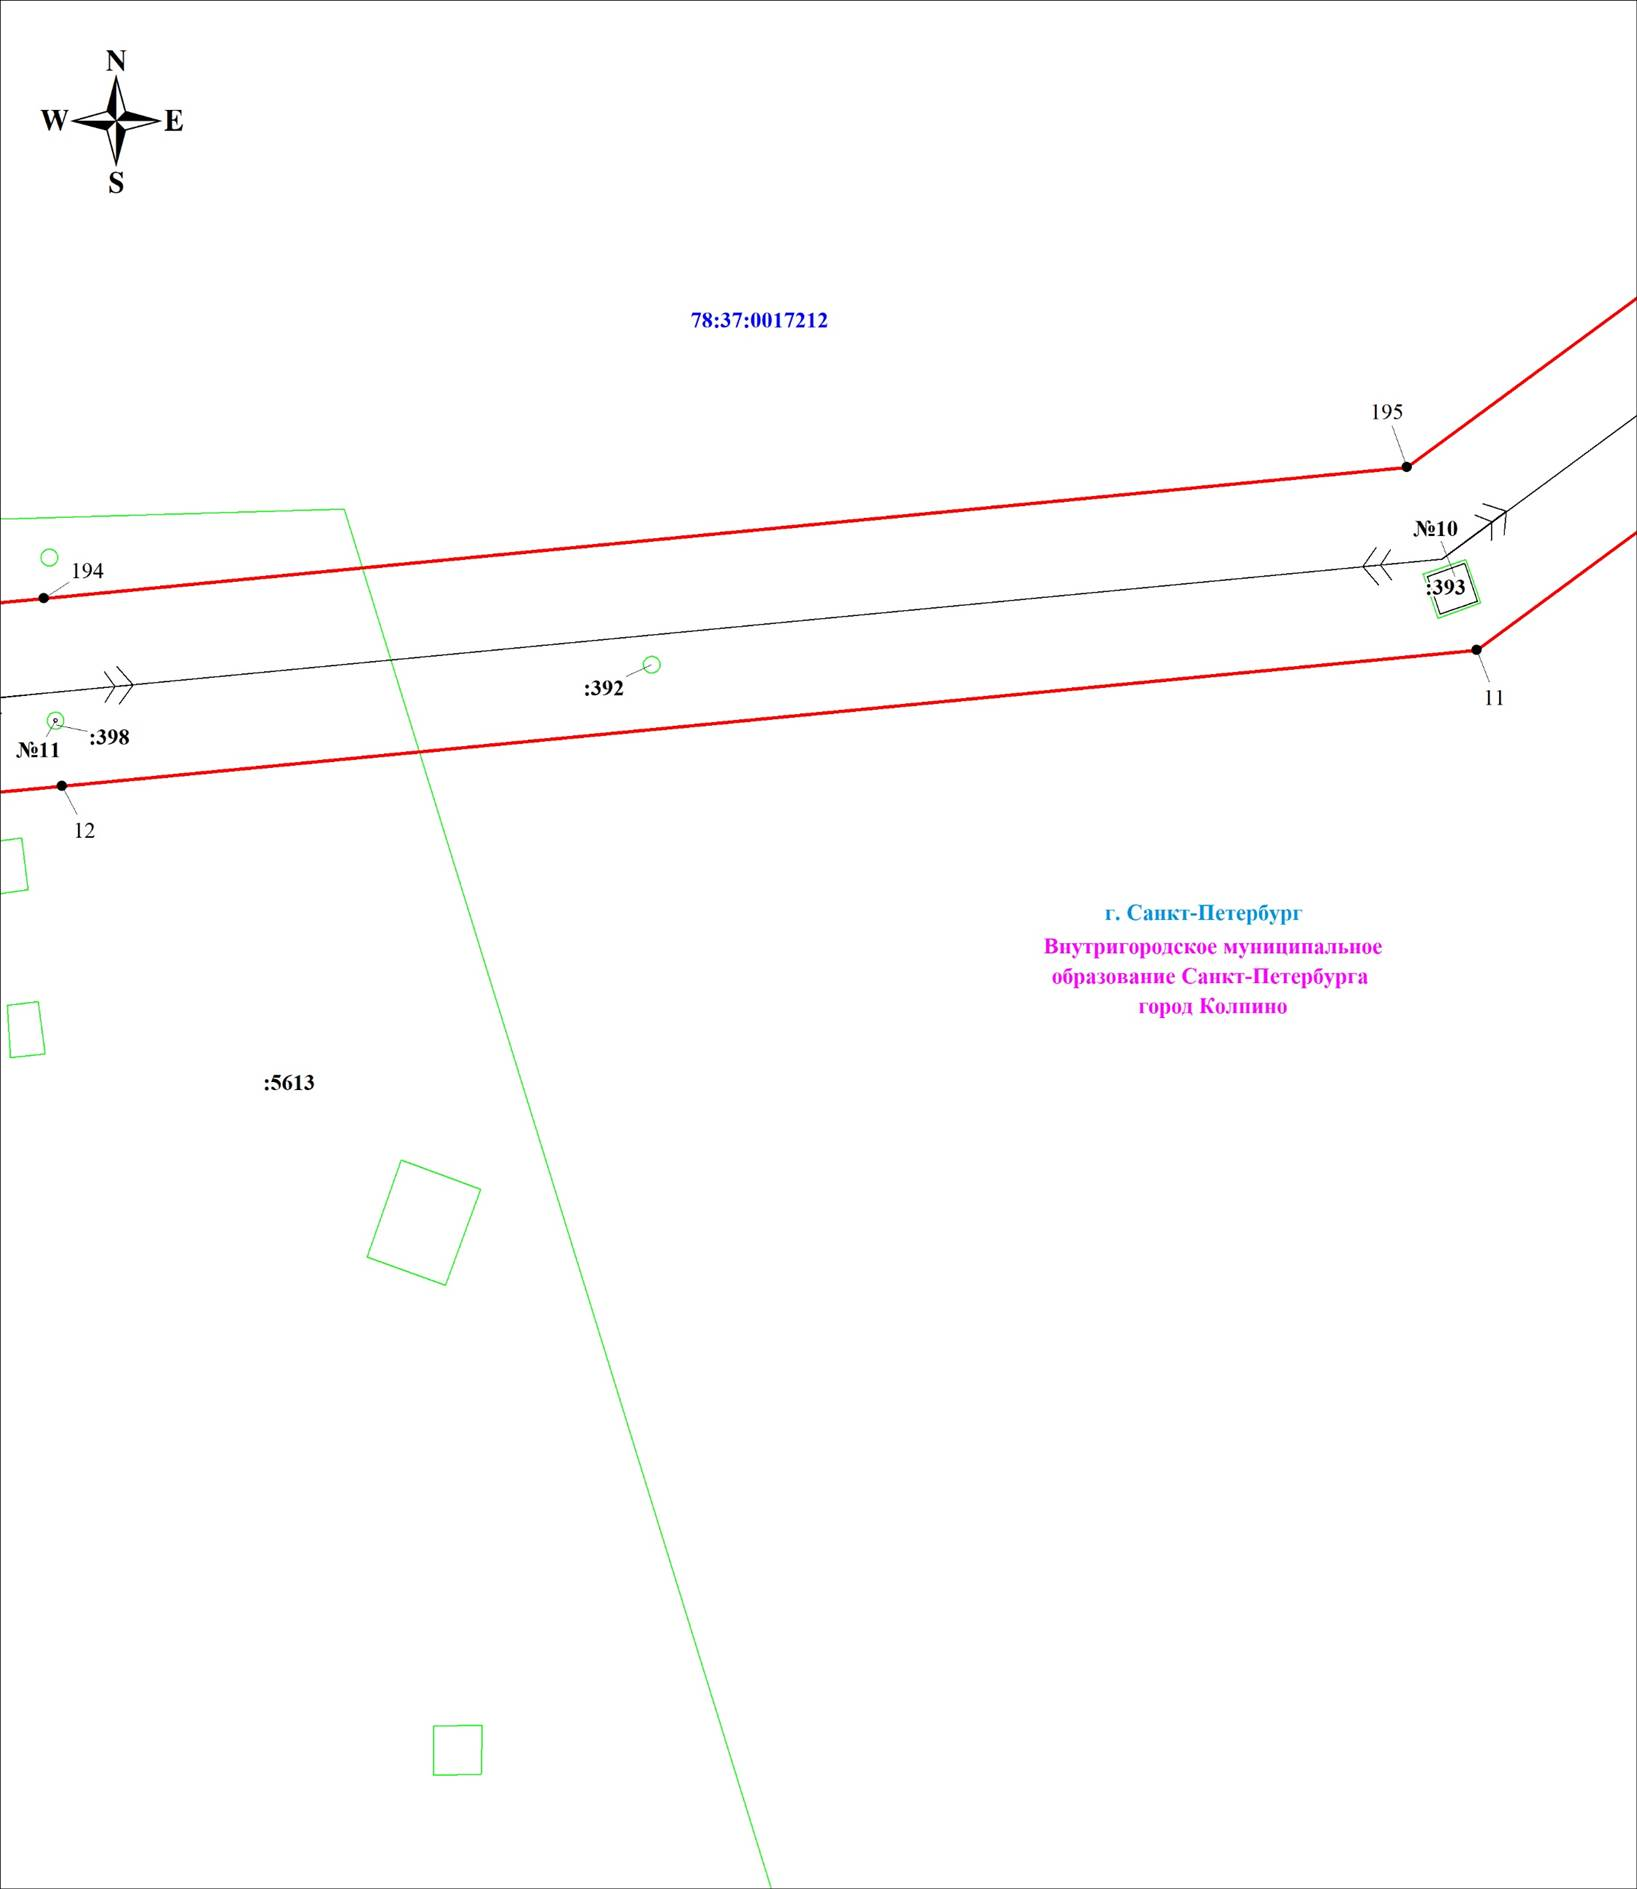 N
W
E
S
78:37:0017212
195
№10
:393
194
:392
11
:398
№11
12
г. Санкт-Петербург
Внутригородское муниципальное
образование Санкт-Петербурга
город Колпино
:5613